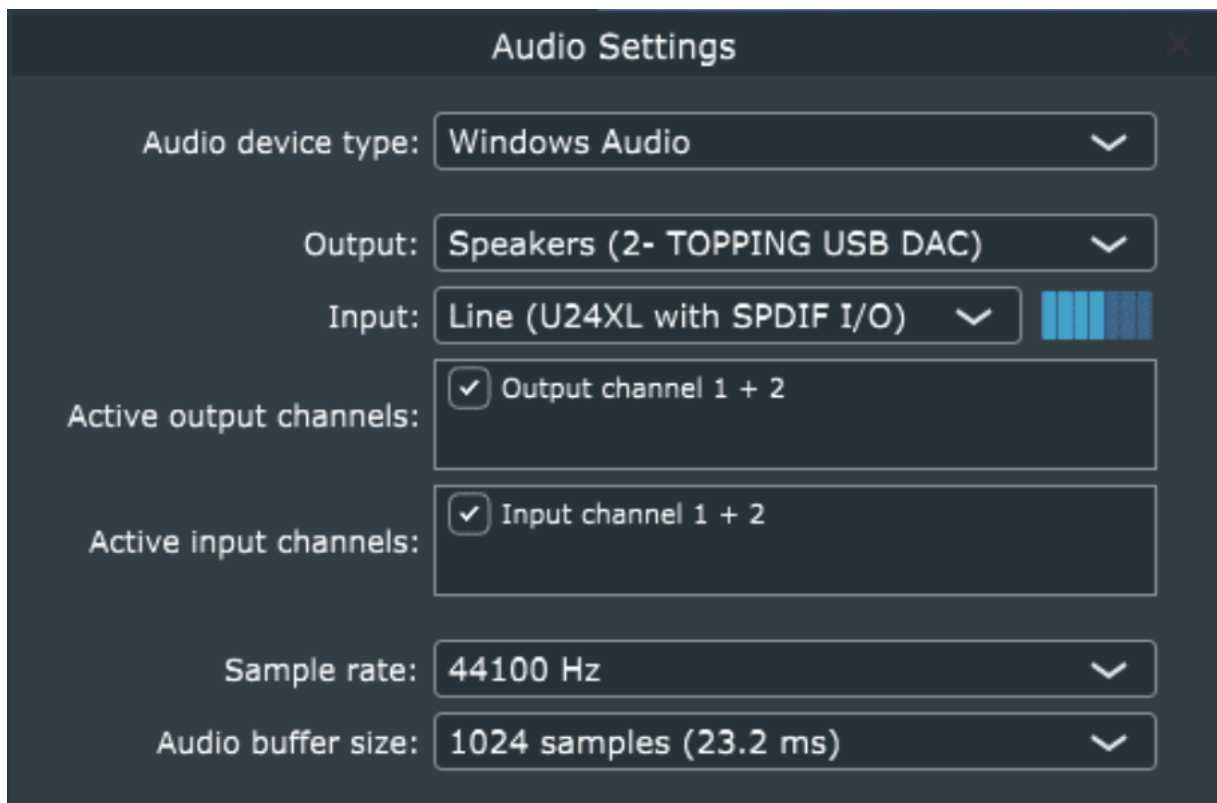 Audio Settings
Audio device type: Windows Audio
Output: Speakers (2- TOPPING USB DAC)
Input: Line (U24XL with SPDIF I/O)
Active output channels: Output channel 1 + 2
Active input channels: Input channel 1 + 2
Sample rate: 44100 Hz
Audio buffer size: 1024 samples (23.2 ms)